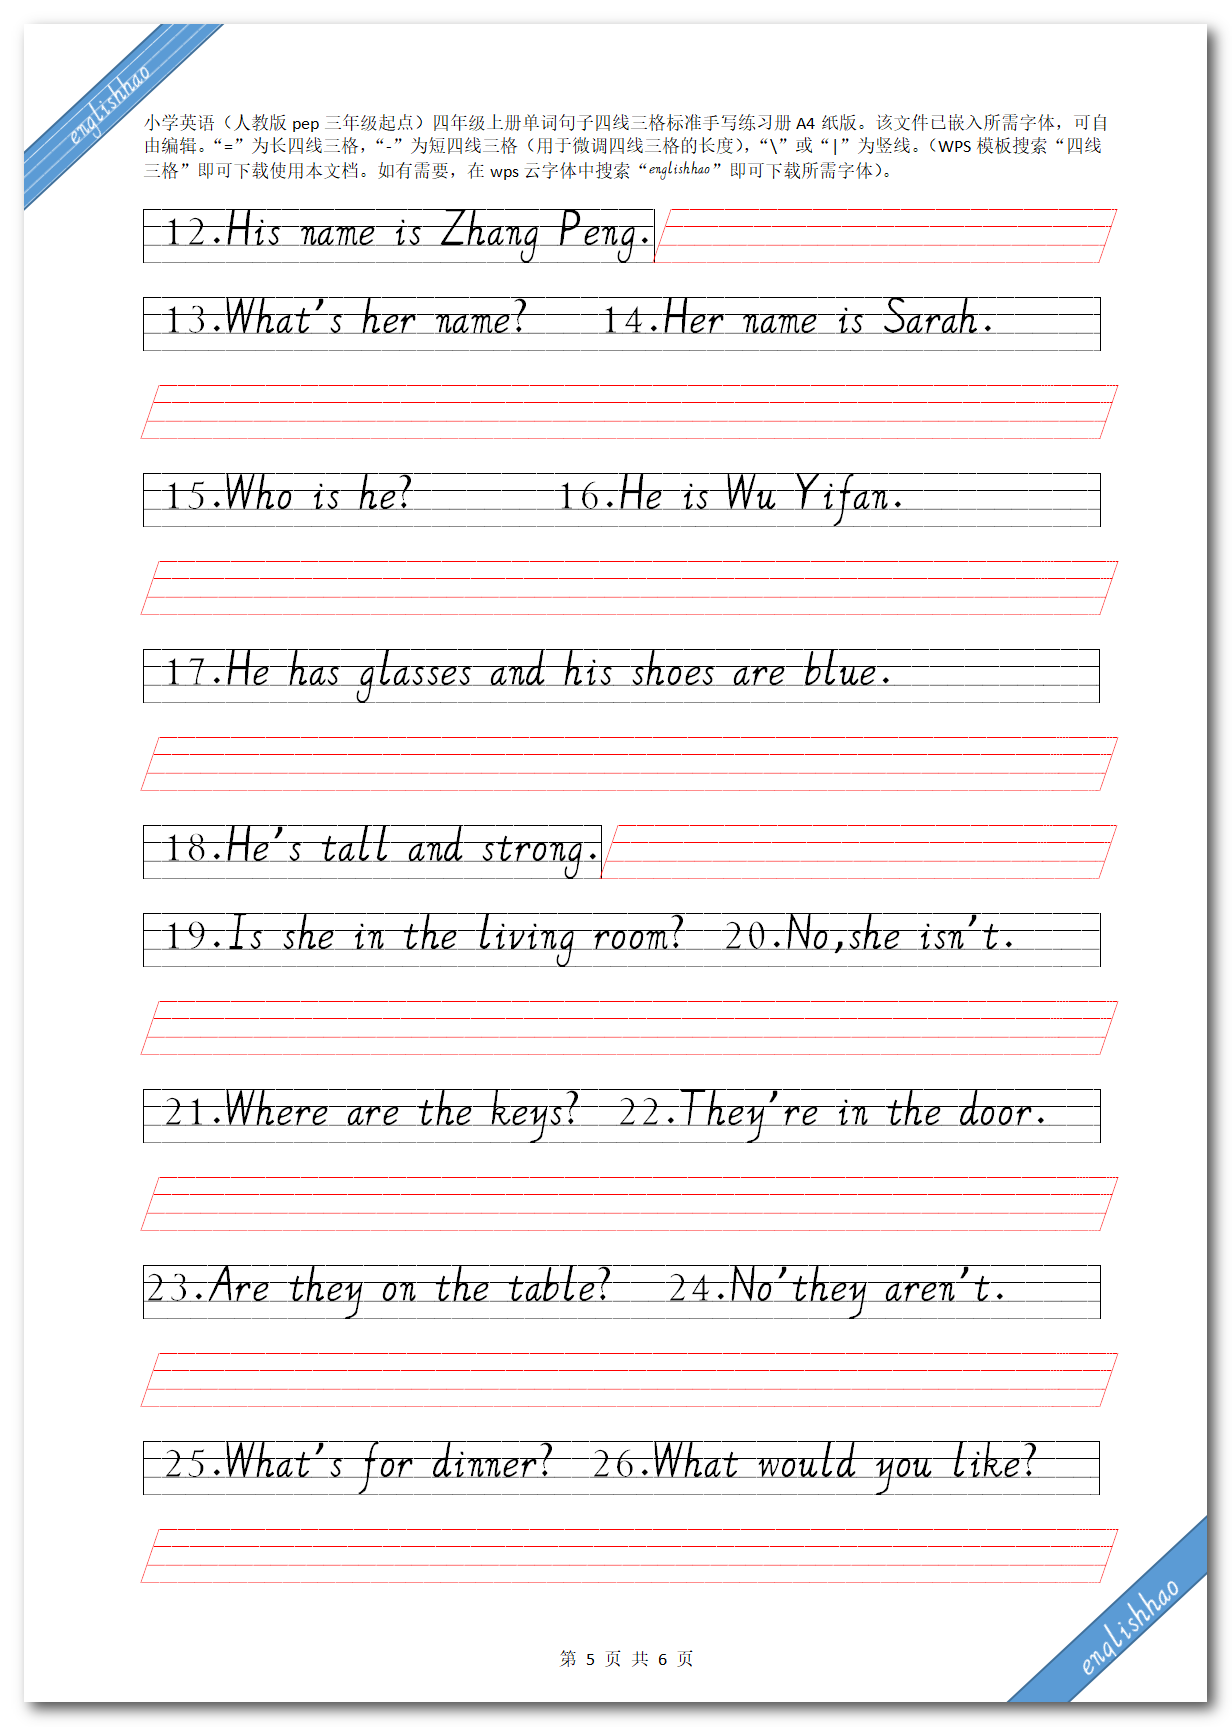 englishhao
小学英语（人教版 pep 三年级起点）四年级上册单词句子四线三格标准手写练习册 A4 纸版。该文件已嵌入所需字体，可自
由编辑。“=”为长四线三格，“-”为短四线三格（用于微调四线三格的长度），“\”或“|”为竖线。（WPS 模板搜索“四线
三格”即可下载使用本文档。如有需要，在 wps 云字体中搜索“englishhao”即可下载所需字体）。
12.His name is Zhang Peng.
13.What's her name? 14.Her name is Sarah.
15.Who is he? 16.He is Wu Yifan.
17.He has glasses and his shoes are blue.
18.He's tall and strong.
19.Is she in the living room? 20.No,she isn't.
21.Where are the keys? 22.They're in the door.
23.Are they on the table? 24.No'they aren't.
25.What's for dinner? 26.What would you like?
englishhao
第 5 页 共 6 页